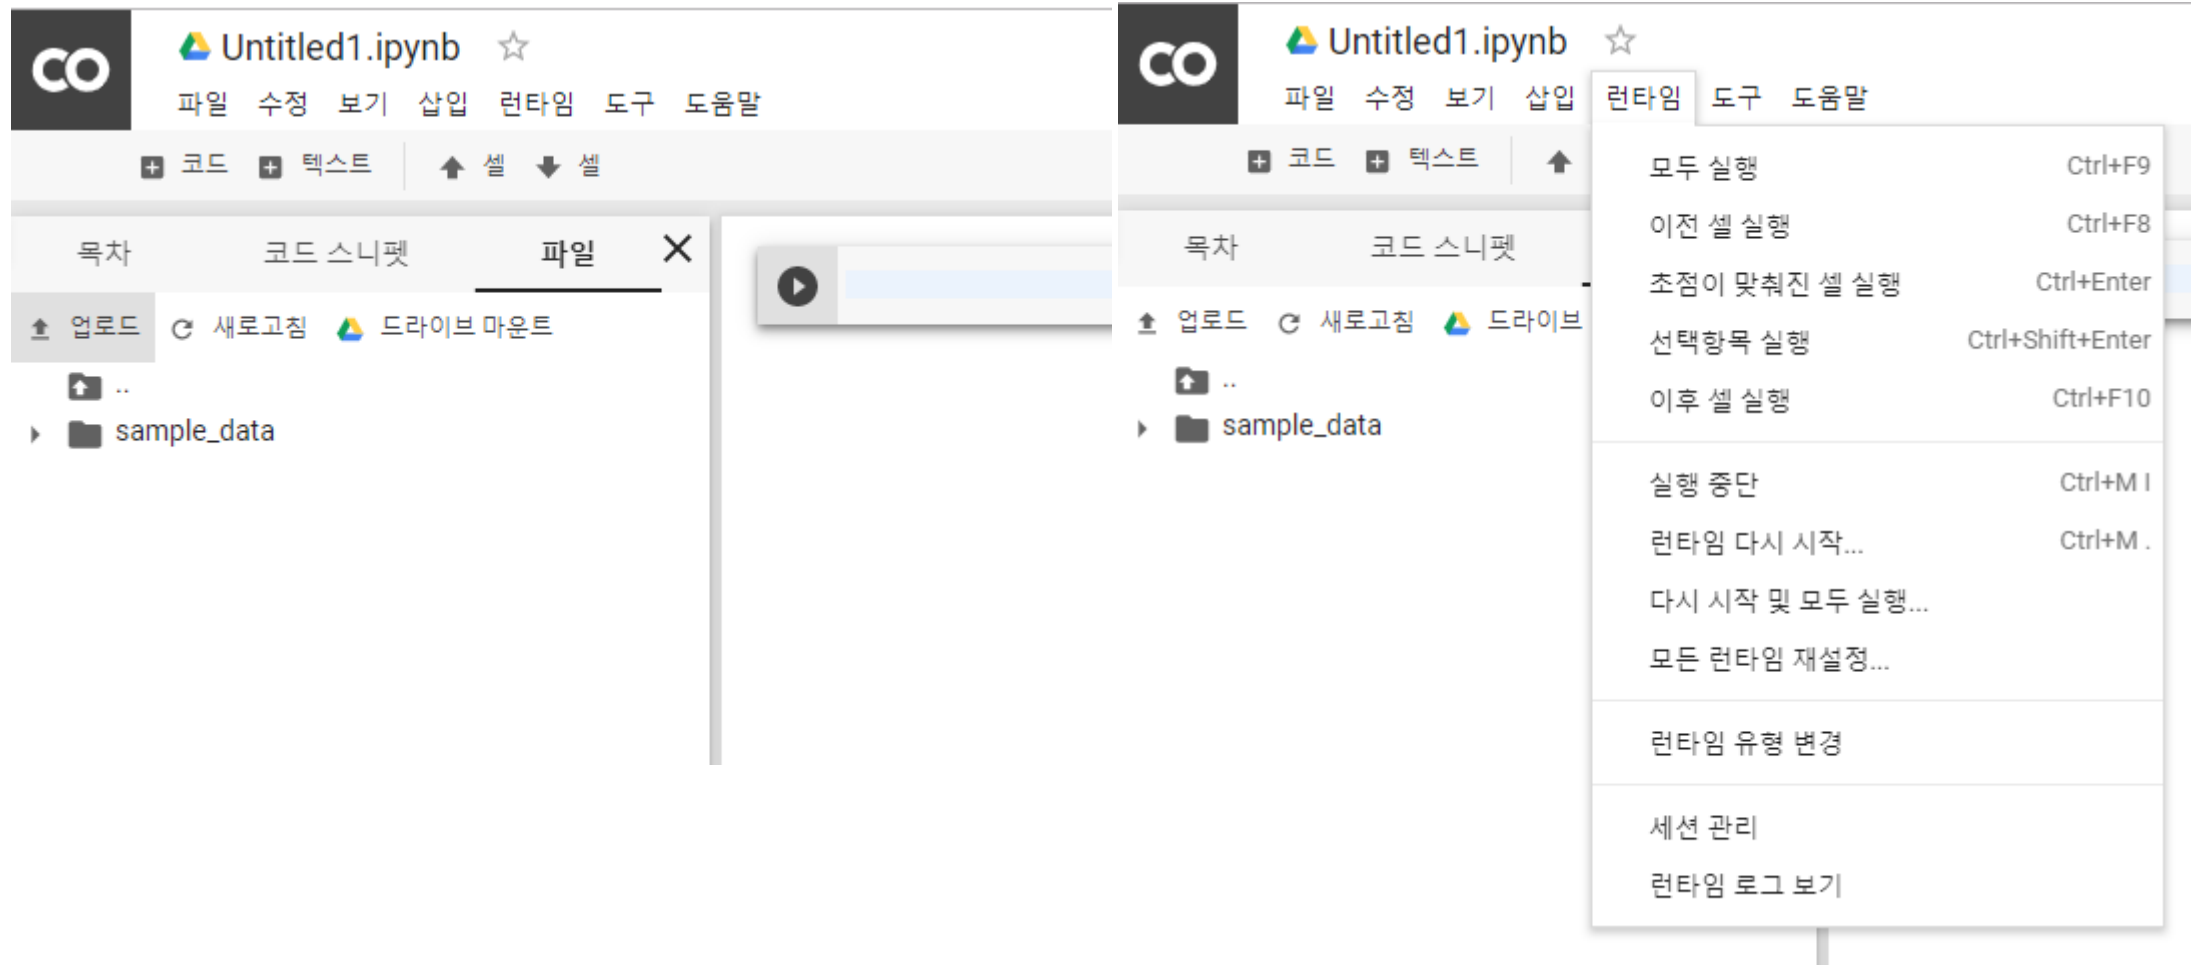 CO
Untitled1.ipynb
파일 수정 보기 삽입 런타임 도구 도움말
코드 텍스트 셀 셀
목차 코드 스니펫 파일
업로드 새로고침 드라이브 마운트
..
sample_data
CO
Untitled1.ipynb
파일 수정 보기 삽입 런타임 도구 도움말
코드 텍스트
목차 코드 스니펫
업로드 새로고침 드라이브
..
sample_data
모두 실행 Ctrl+F9
이전 셀 실행 Ctrl+F8
초점이 맞춰진 셀 실행 Ctrl+Enter
선택항목 실행 Ctrl+Shift+Enter
이후 셀 실행 Ctrl+F10
실행 중단 Ctrl+M I
런타임 다시 시작... Ctrl+M .
다시 시작 및 모두 실행...
모든 런타임 재설정...
런타임 유형 변경
세션 관리
런타임 로그 보기